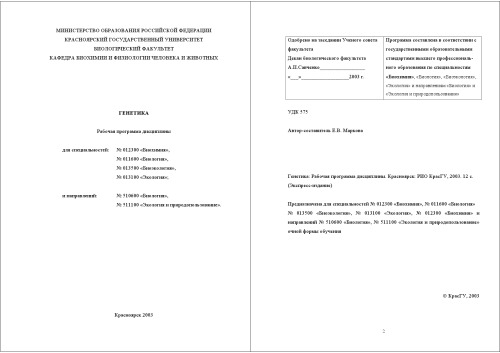 МИНИСТЕРСТВО ОБРАЗОВАНИЯ РОССИЙСКОЙ ФЕДЕРАЦИИ
КРАСНОЯРСКИЙ ГОСУДАРСТВЕННЫЙ УНИВЕРСИТЕТ
БИОЛОГИЧЕСКИЙ ФАКУЛЬТЕТ
КАФЕДРА БИОХИМИИ И ФИЗИОЛОГИИ ЧЕЛОВЕКА И ЖИВОТНЫХ
ГЕНЕТИКА
Рабочая программа дисциплины
для специальностей: № 012300 «Биохимия»,
№ 011600 «Биология»,
№ 013500 «Биоэкология»,
№ 013100 «Экология»;
и направлений: № 510600 «Биология»,
№ 511100 «Экология и природопользование».
Красноярск 2003
Одобрено на заседании Ученого совета
факультета
Декан биологического факультета
А.П.Савченко____________________
«___»____________________2003 г.
Программа составлена в соответствии с
государственными образовательными
стандартами высшего профессиональ-
ного образования по специальностям
«Биохимия», «Биология», «Биоэкология»,
«Экология» и направлениям «Биология» и
«Экология и природопользование»
УДК 575
Автор-составитель Е.В. Маркова
Генетика: Рабочая программа дисциплины. Красноярск: РИО КрасГУ, 2003. 12 с.
(Экспресс-издание)
Предназначена для специальностей № 012300 «Биохимия», № 011600 «Биология»
№ 013500 «Биоэкология», № 013100 «Экология», № 012300 «Биохимия» и
направлений № 510600 «Биология», № 511100 «Экология и природопользование»
очной формы обучения
© КрасГУ, 2003
2